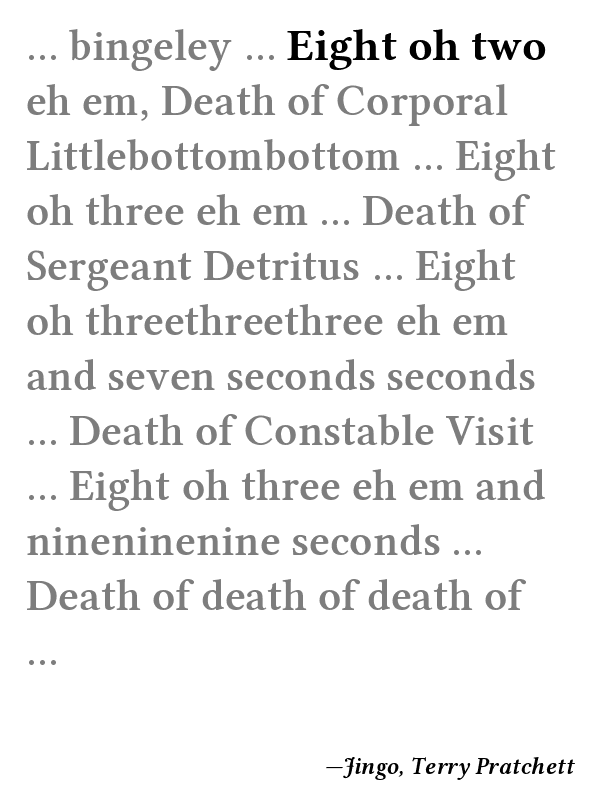 ... bingeley ... Eight oh two
eh em, Death of Corporal
Littlebottombottom ... Eight
oh three eh em ... Death of
Sergeant Detritus ... Eight
oh threethreethree eh em
and seven seconds seconds
... Death of Constable Visit
... Eight oh three eh em and
nineninenine seconds ...
Death of death of death of
...
—Jingo, Terry Pratchett